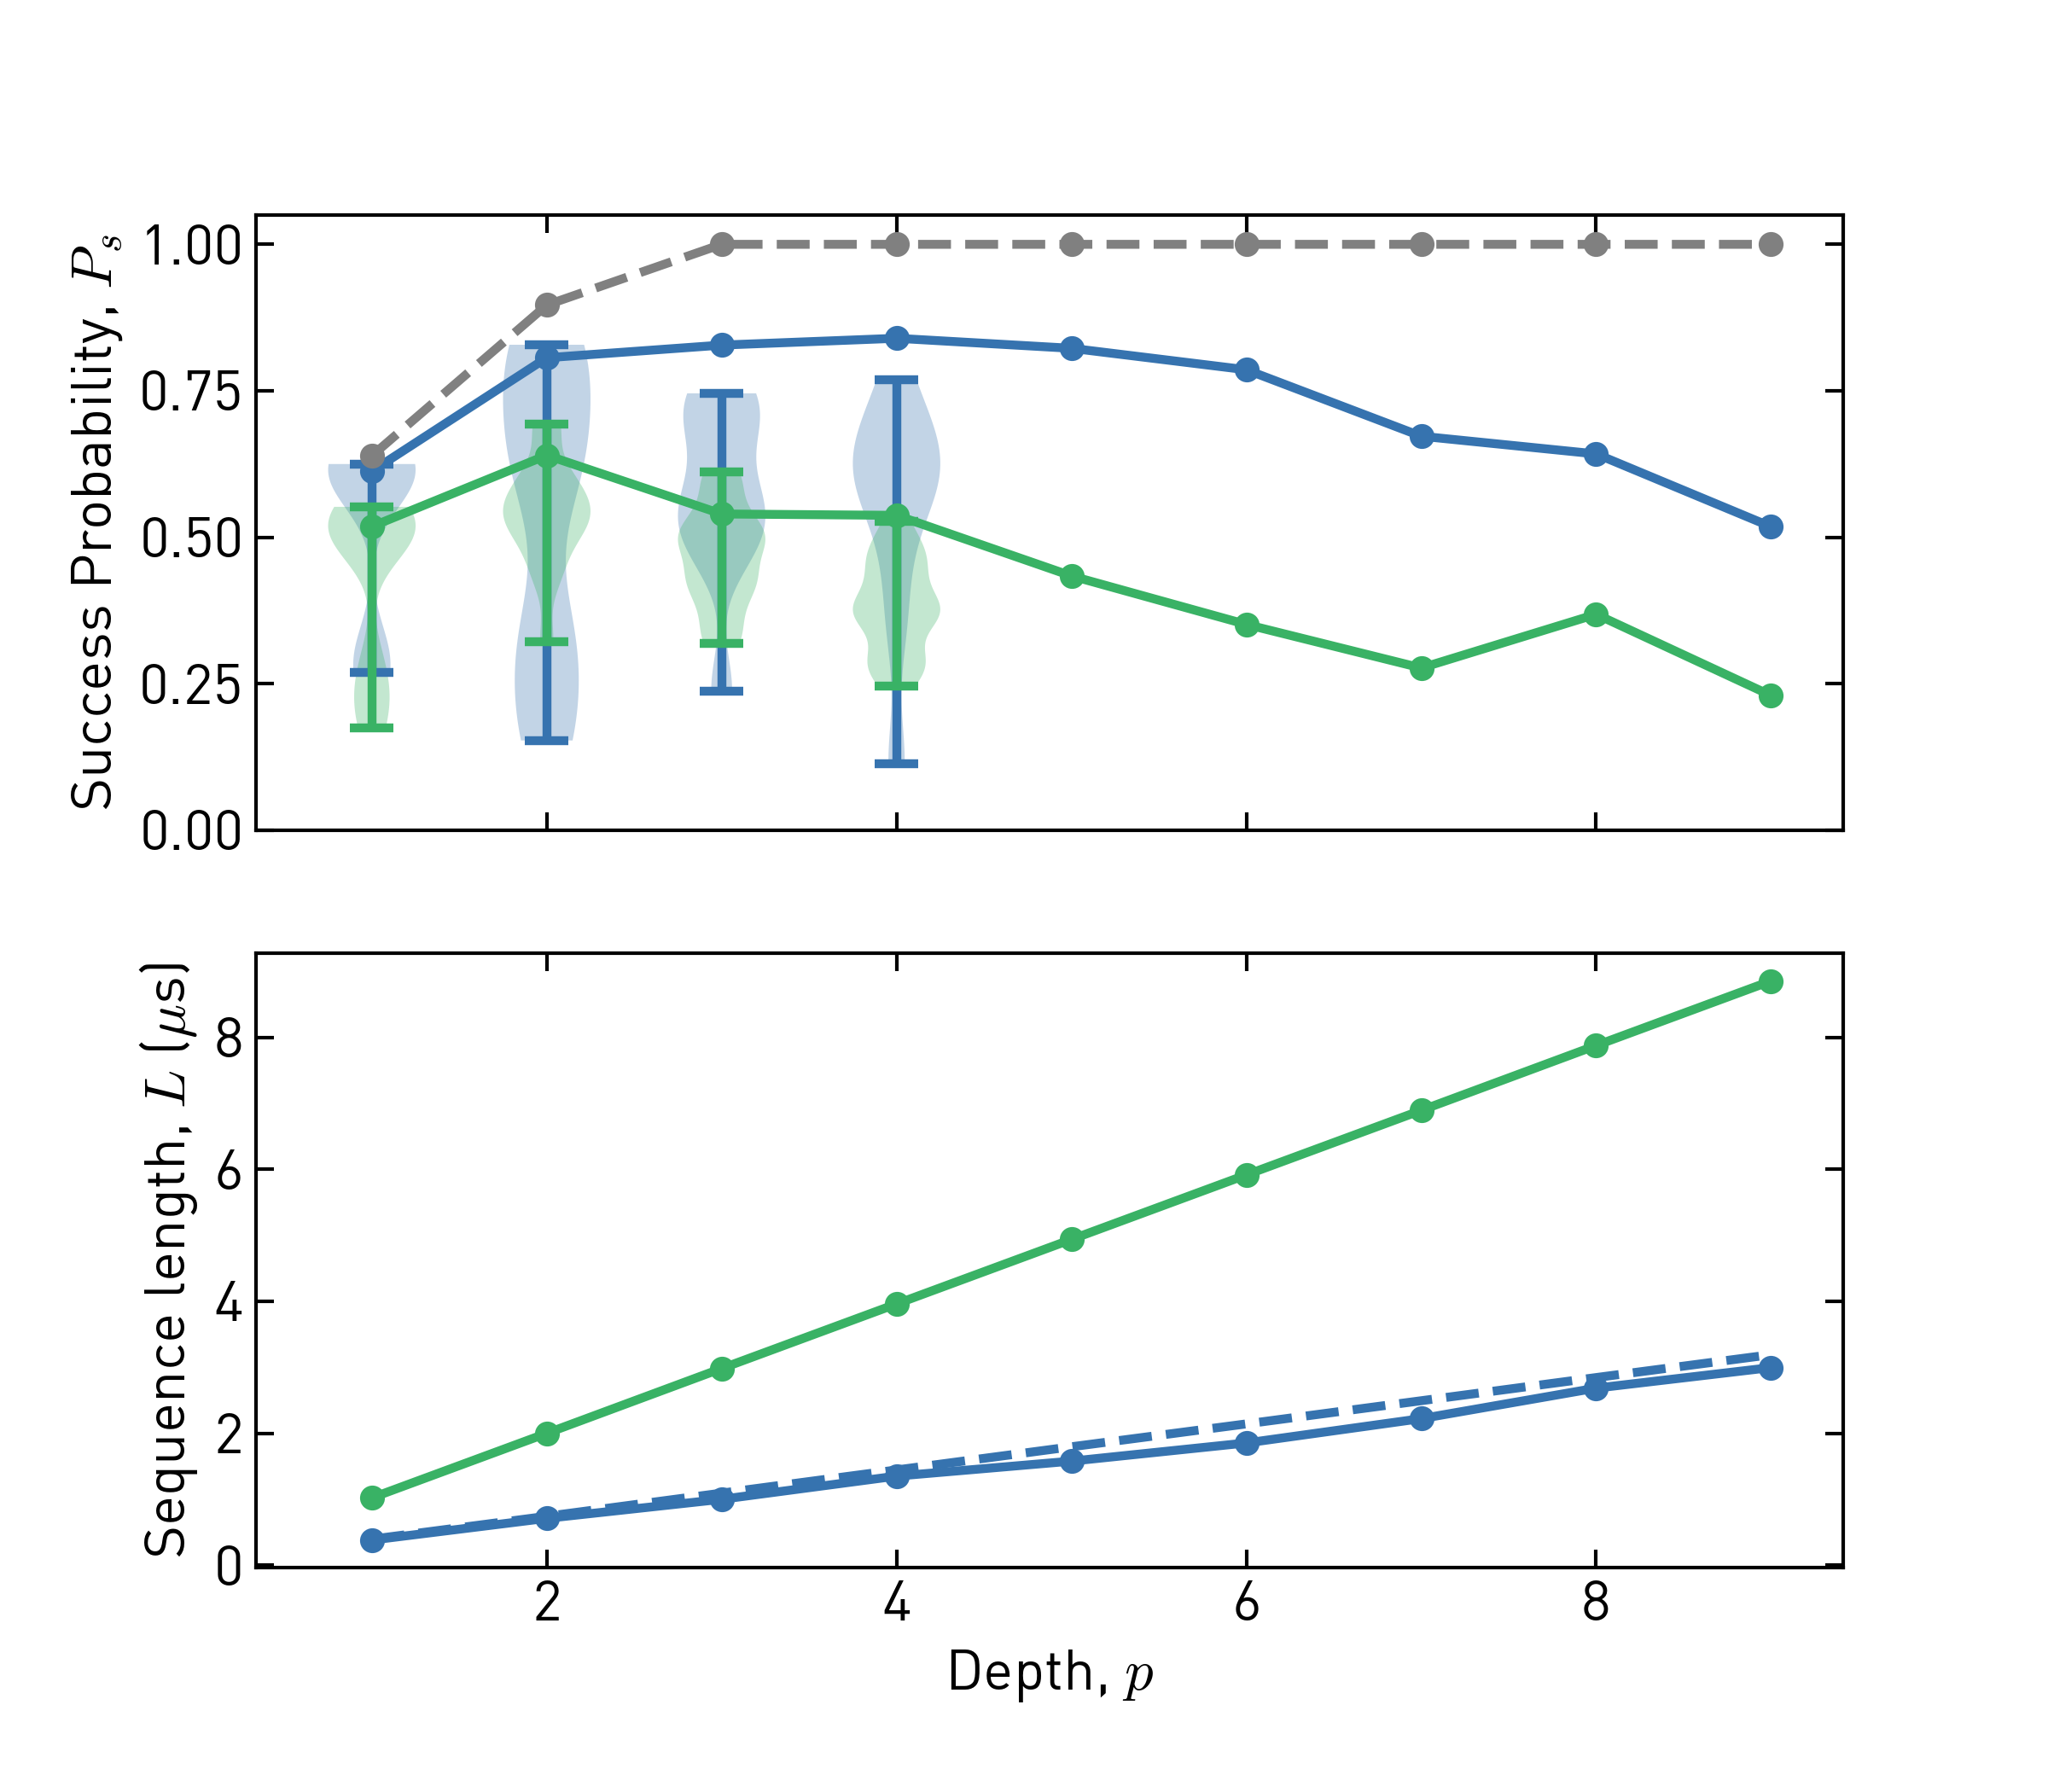 Success Probability, P_s
1.00
0.75
0.50
0.25
0.00
Sequence length, L (μs)
8
6
4
2
0
2 4 6 8
Depth, p